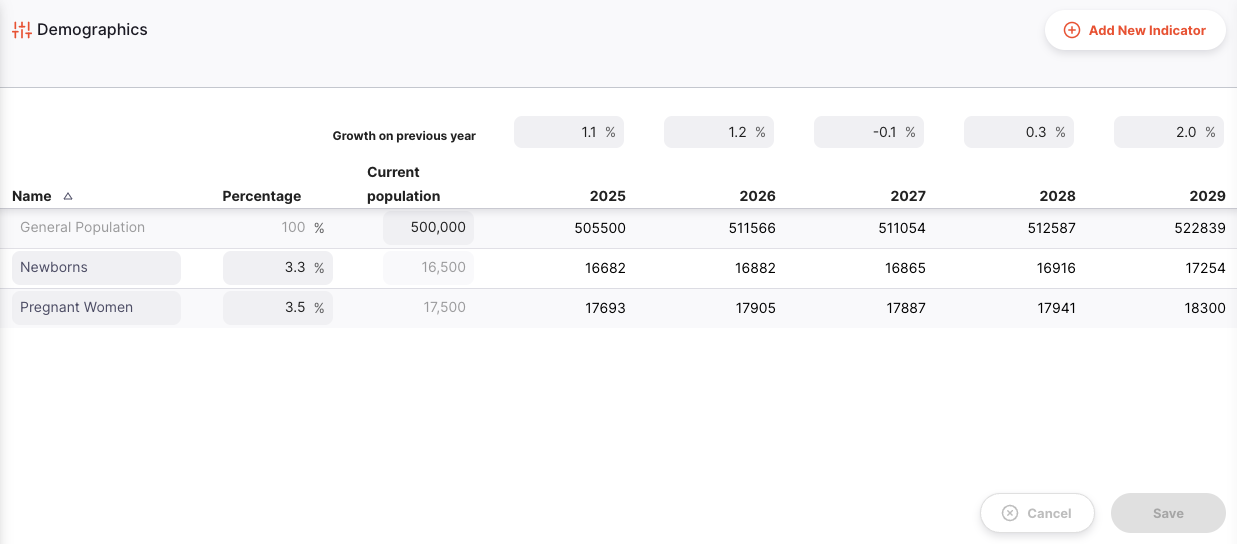 Demographics
Add New Indicator
Growth on previous year 1.1 % 1.2 % -0.1 % 0.3 % 2.0 %
Name Percentage Current population 2025 2026 2027 2028 2029
General Population 100 % 500,000 505500 511566 511054 512587 522839
Newborns 3.3 % 16,500 16682 16882 16865 16916 17254
Pregnant Women 3.5 % 17,500 17693 17905 17887 17941 18300
Cancel Save